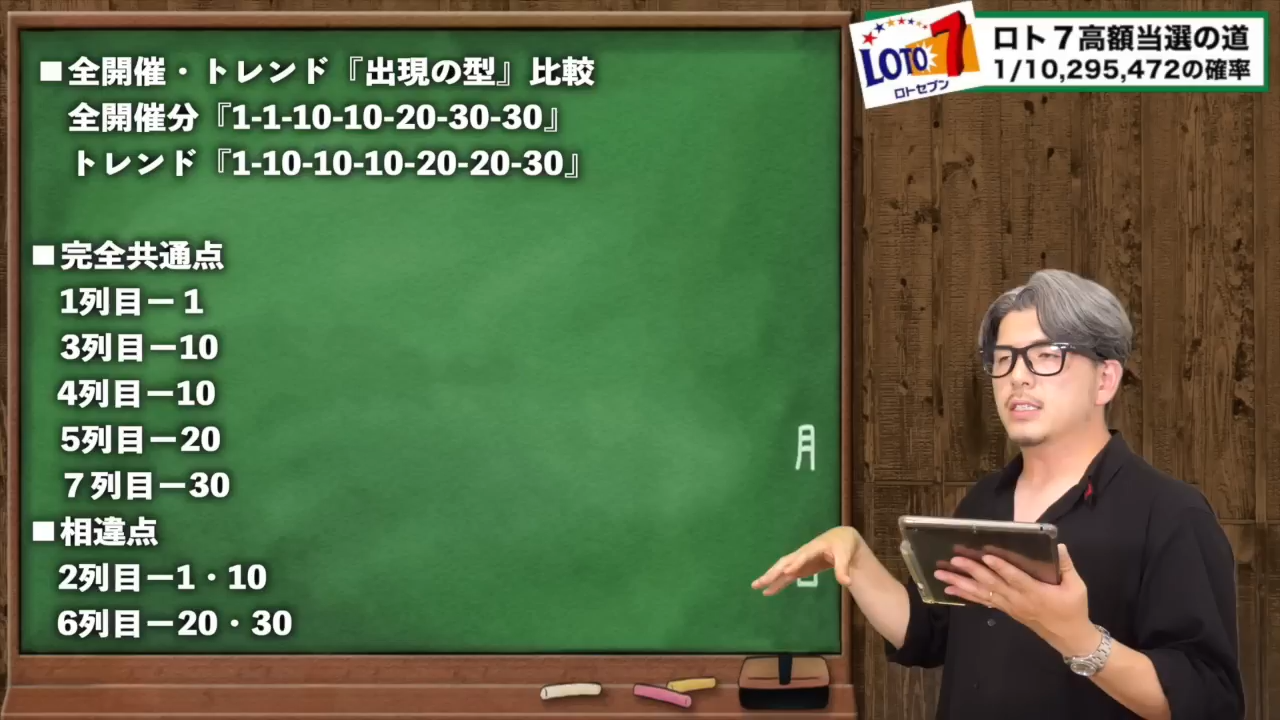 ■全開催・トレンド『出現の型』比較
全開催分『1-1-10-10-20-30-30』
トレンド『1-10-10-10-20-20-30』
■完全共通点
1列目ー１
3列目ー10
4列目ー10
5列目ー20
７列目ー30
■相違点
2列目ー1・10
6列目ー20・30
月
LOTO 7
ロトセブン
ロト７高額当選の道
1/10,295,472の確率